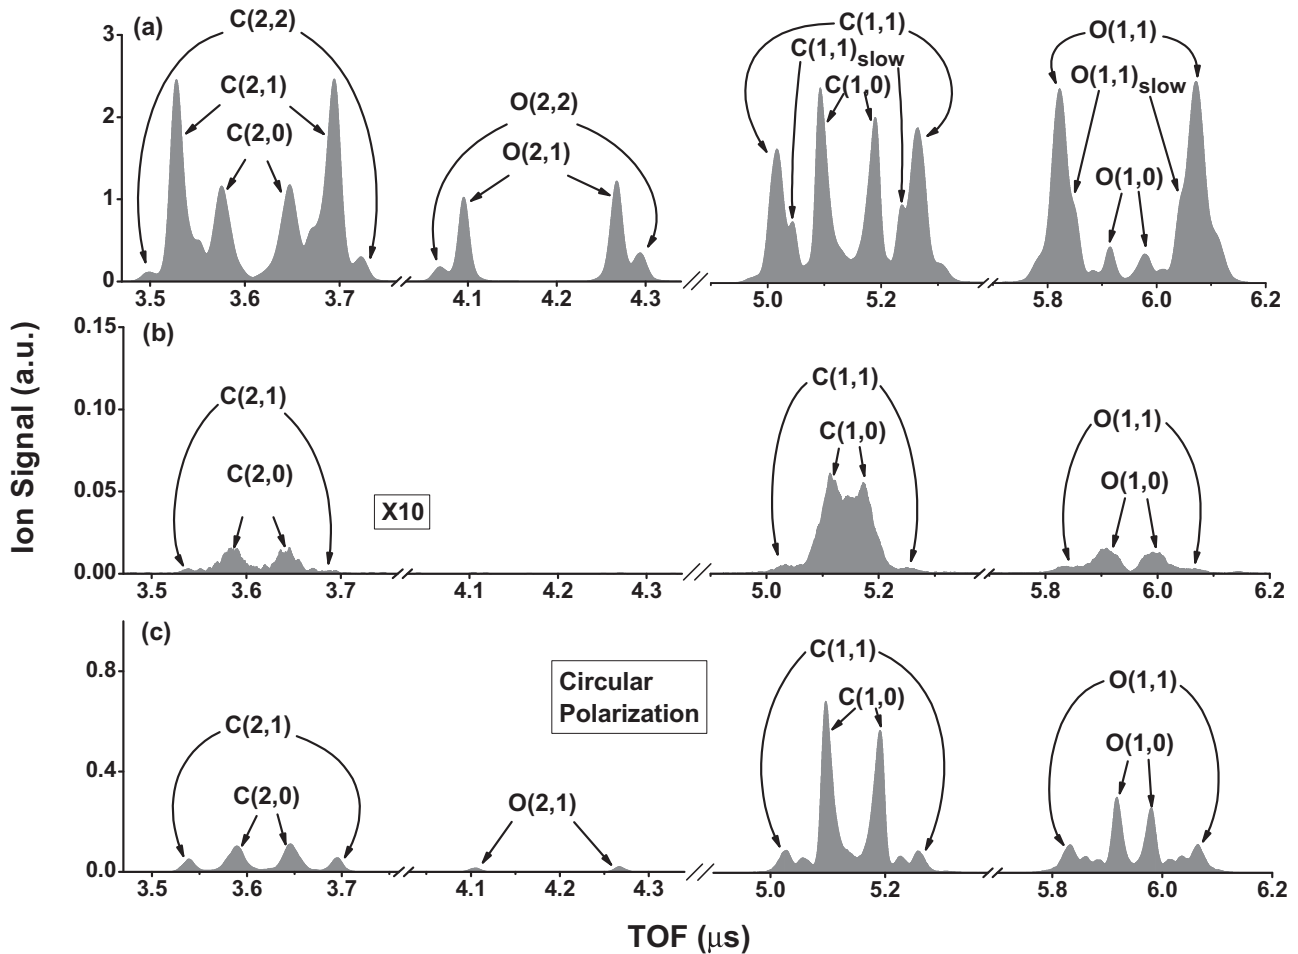 (a)
C(2,2)
C(2,1)
C(2,0)
O(2,2)
O(2,1)
C(1,1)
C(1,1)slow
C(1,0)
O(1,1)
O(1,1)slow
O(1,0)
3
2
1
0
3.5 3.6 3.7 4.1 4.2 4.3 5.0 5.2 5.8 6.0 6.2
(b)
C(2,1)
C(2,0)
X10
C(1,1)
C(1,0)
O(1,1)
O(1,0)
0.15
0.10
0.05
0.00
3.5 3.6 3.7 4.1 4.2 4.3 5.0 5.2 5.8 6.0 6.2
(c)
C(2,1)
C(2,0)
Circular
Polarization
O(2,1)
C(1,1)
C(1,0)
O(1,1)
O(1,0)
0.8
0.4
0.0
3.5 3.6 3.7 4.1 4.2 4.3 5.0 5.2 5.8 6.0 6.2
Ion Signal (a.u.)
TOF (μs)